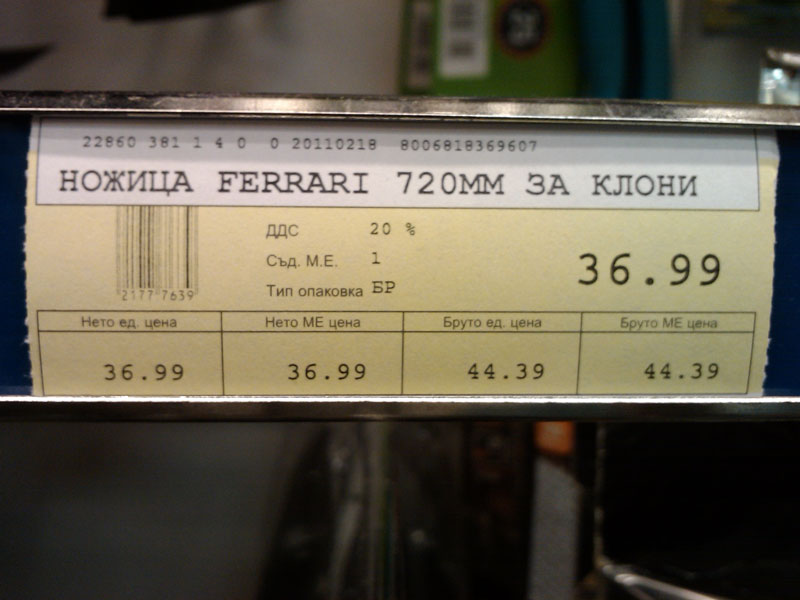 22860 381 1 4 0 0 20110218 8006818369607
НОЖИЦА FERRARI 720ММ ЗА КЛОНИ
ДДС 20 %
Съд. М.Е. 1
36.99
Тип опаковка БР
2177 7639
Нето ед. цена Нето МЕ цена Бруто ед. цена Бруто МЕ цена
36.99 36.99 44.39 44.39